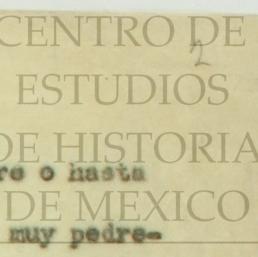 CENTRO DE
2
ESTUDIOS
DE HISTORIA
re o hasta
DE MEXICO
muy pedre-